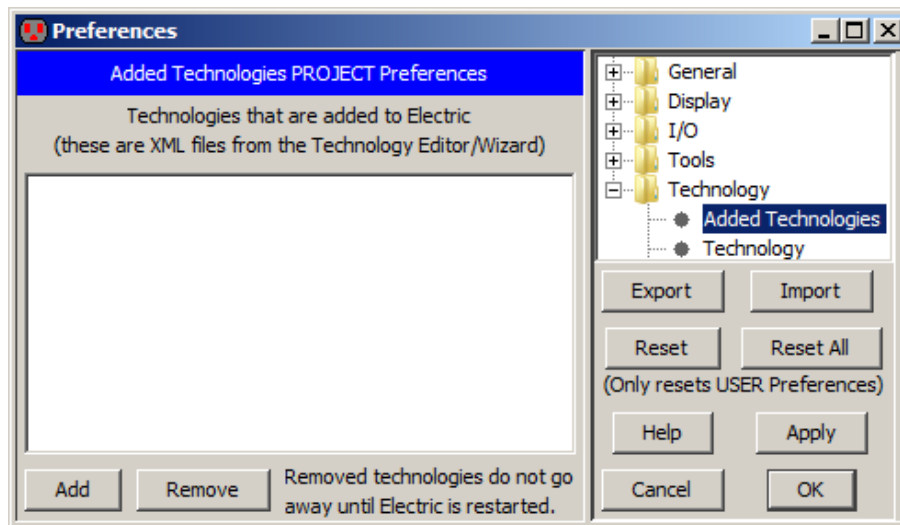 Preferences
Added Technologies PROJECT Preferences
Technologies that are added to Electric
(these are XML files from the Technology Editor/Wizard)
Add
Remove
Removed technologies do not go
away until Electric is restarted.
General
Display
I/O
Tools
Technology
Added Technologies
Technology
Export
Import
Reset
Reset All
(Only resets USER Preferences)
Help
Apply
Cancel
OK